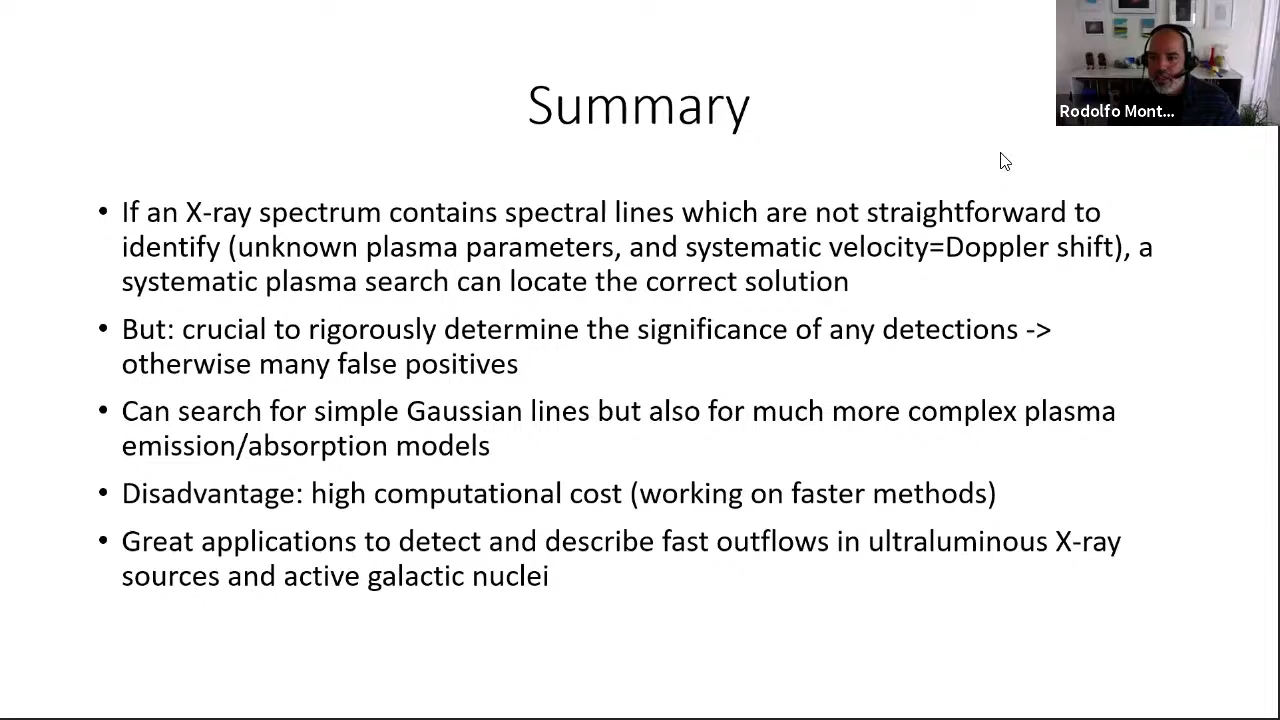 Summary
Rodolfo Mont...
• If an X-ray spectrum contains spectral lines which are not straightforward to
identify (unknown plasma parameters, and systematic velocity=Doppler shift), a
systematic plasma search can locate the correct solution
• But: crucial to rigorously determine the significance of any detections ->
otherwise many false positives
• Can search for simple Gaussian lines but also for much more complex plasma
emission/absorption models
• Disadvantage: high computational cost (working on faster methods)
• Great applications to detect and describe fast outflows in ultraluminous X-ray
sources and active galactic nuclei